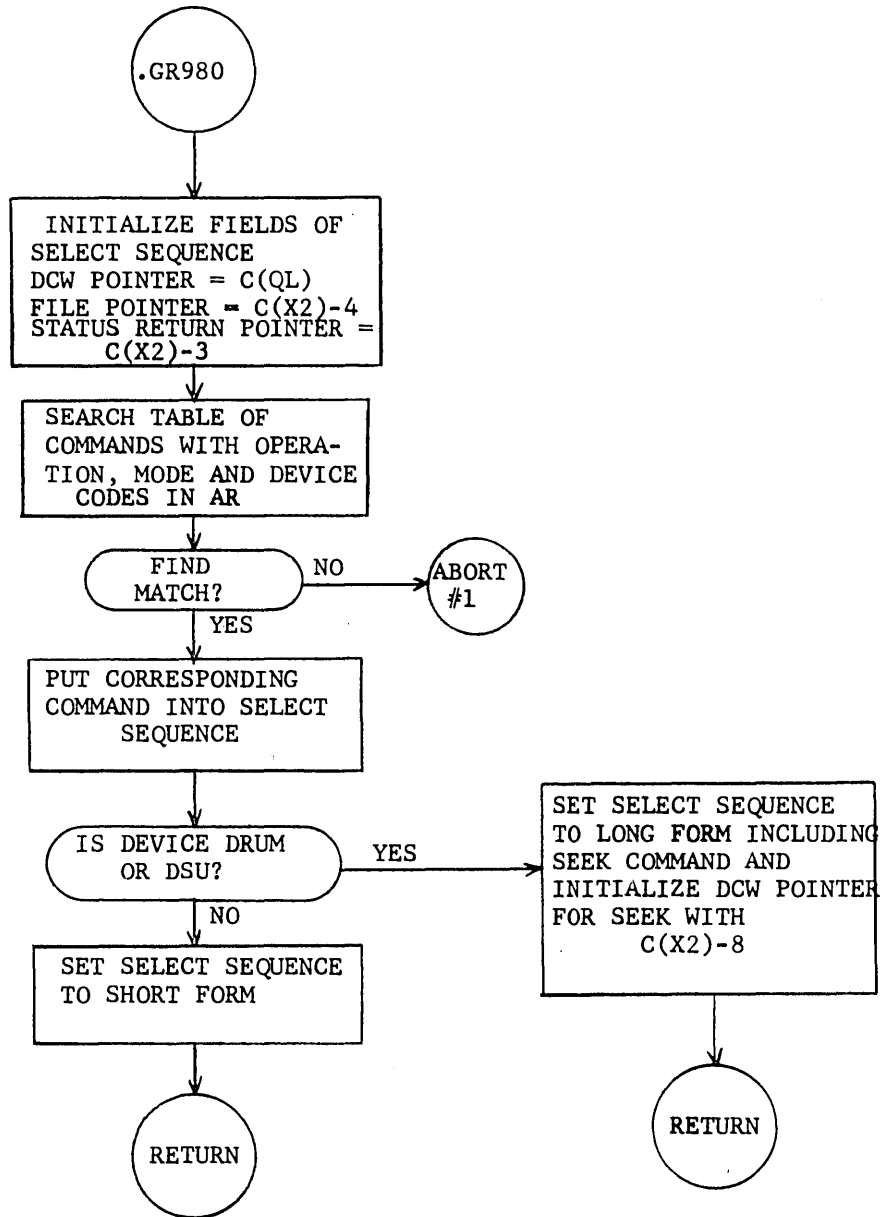 .GR980
INITIALIZE FIELDS OF
SELECT SEQUENCE
DCW POINTER = C(QL)
FILE POINTER = C(X2)-4
STATUS RETURN POINTER =
C(X2)-3
SEARCH TABLE OF
COMMANDS WITH OPERA-
TION, MODE AND DEVICE
CODES IN AR
FIND
MATCH?
NO
ABORT
#1
YES
PUT CORRESPONDING
COMMAND INTO SELECT
SEQUENCE
IS DEVICE DRUM
OR DSU?
YES
SET SELECT SEQUENCE
TO LONG FORM INCLUDING
SEEK COMMAND AND
INITIALIZE DCW POINTER
FOR SEEK WITH
C(X2)-8
NO
SET SELECT SEQUENCE
TO SHORT FORM
RETURN
RETURN